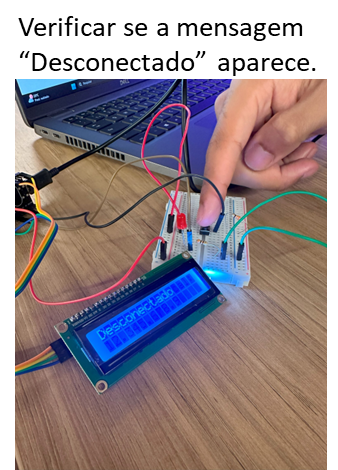 Verificar se a mensagem
“Desconectado” aparece.
Desconectado